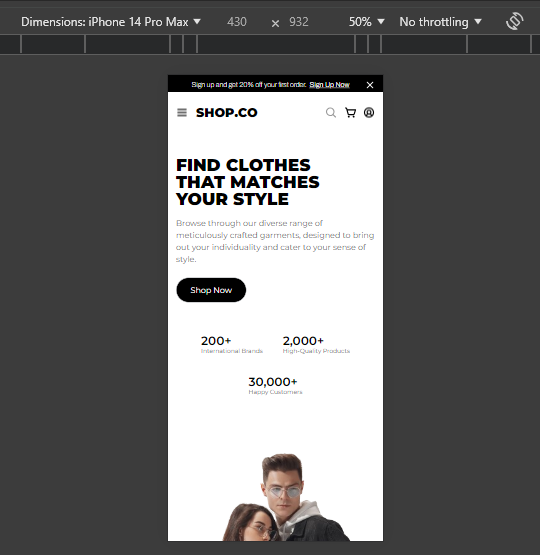 Dimensions: iPhone 14 Pro Max 430 × 932 50% No throttling
Sign up and get 20% off your first order. Sign Up Now
SHOP.CO
FIND CLOTHES
THAT MATCHES
YOUR STYLE
Browse through our diverse range of
meticulously crafted garments, designed to bring
out your individuality and cater to your sense of
style.
Shop Now
200+ 2,000+
International Brands High-Quality Products
30,000+
Happy Customers